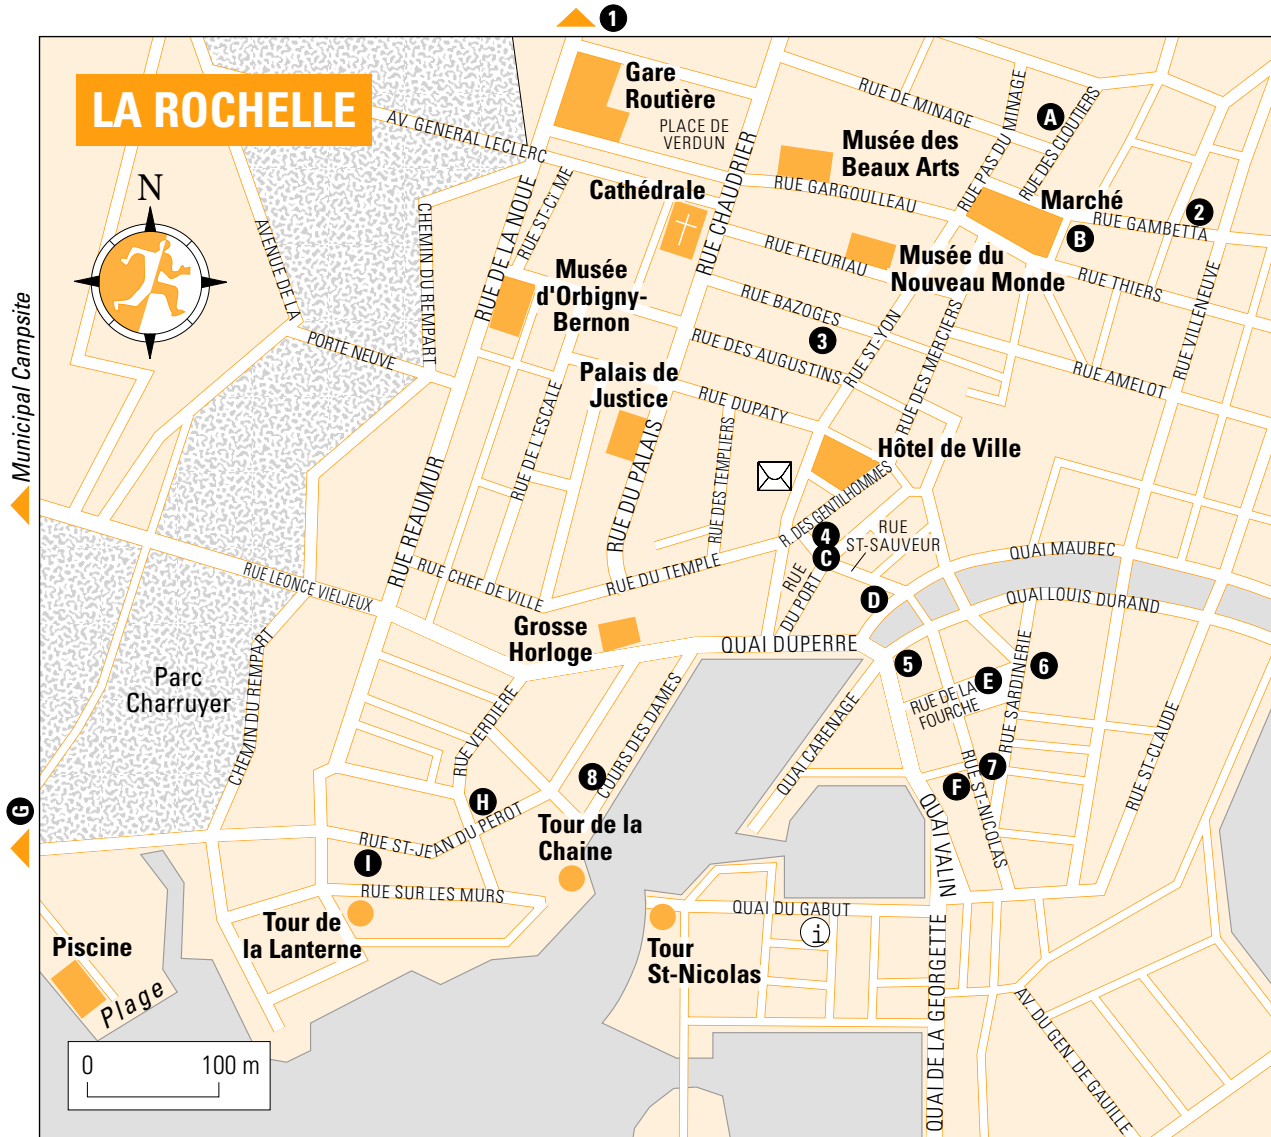 1
LA ROCHELLE
N
Gare
Routière
PLACE DE
VERDUN
AV. GENERAL LECLERC
RUE DE MINAGE
RUE PAS DU MINAGE
A
RUE DES CLOUTIERS
Musée des
Beaux Arts
RUE GARGOULLEAU
Cathédrale
RUE CHAUDRIER
Marché
2
RUE GAMBETTA
B
RUE DE LA NOUE
RUE ST-CÎME
CHEMIN DU REMPART
AVENUE DE LA
PORTE NEUVE
RUE FLEURIAU
Musée du
Nouveau Monde
RUE THIERS
RUE VILLENEUVE
Musée
d'Orbigny-
Bernon
RUE BAZOGES
3
RUE DES AUGUSTINS
RUE ST-YON
RUE DES MERCIERS
RUE AMELOT
Municipal Campsite
Palais de
Justice
RUE DUPATY
RUE DE L'ESCALE
RUE DU PALAIS
RUE DES TEMPLIERS
Hôtel de Ville
R. DES GENTILHOMMES
RUE REAUMUR
4
C
RUE
ST-SAUVEUR
QUAI MAUBEC
RUE LEONCE VIELJEUX
RUE CHEF DE VILLE
RUE DU TEMPLE
RUE
DU PORT
D
QUAI LOUIS DURAND
Grosse
Horloge
QUAI DUPERRE
5
6
E
RUE DE LA
FOURCHE
RUE SARDINERIE
Parc
Charruyer
CHEMIN DU REMPART
RUE VERDIERE
COURS DES DAMES
QUAI CARENAGE
RUE ST-CLAUDE
8
7
F
RUE ST-NICOLAS
G
H
RUE ST-JEAN DU PEROT
Tour de la
Chaine
QUAI VALIN
I
RUE SUR LES MURS
QUAI DU GABUT
i
Tour de
la Lanterne
Piscine
Plage
Tour
St-Nicolas
QUAI DE LA GEORGETTE
AV. DU GEN. DE GAULLE
0 100 m